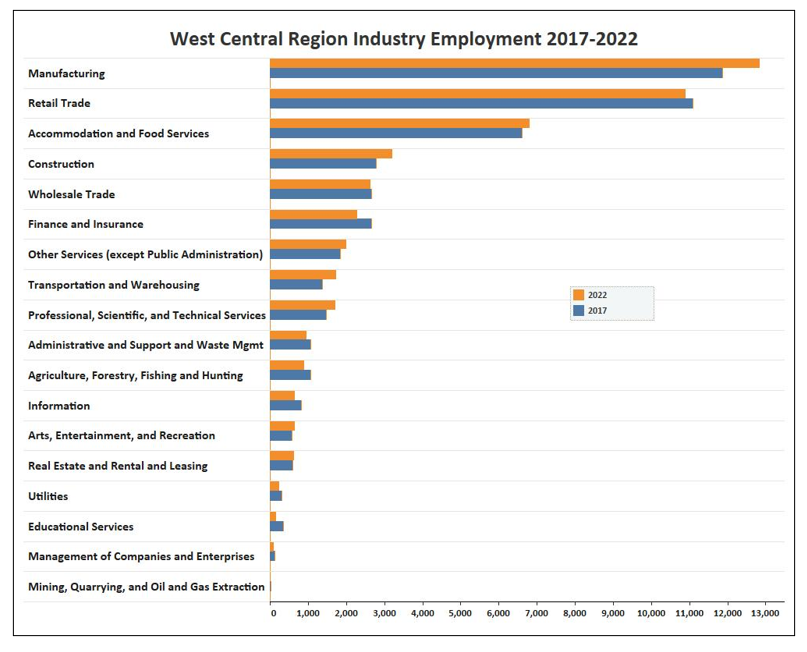 West Central Region Industry Employment 2017-2022
Manufacturing
Retail Trade
Accommodation and Food Services
Construction
Wholesale Trade
Finance and Insurance
Other Services (except Public Administration)
Transportation and Warehousing
2022
2017
Professional, Scientific, and Technical Services
Administrative and Support and Waste Mgmt
Agriculture, Forestry, Fishing and Hunting
Information
Arts, Entertainment, and Recreation
Real Estate and Rental and Leasing
Utilities
Educational Services
Management of Companies and Enterprises
Mining, Quarrying, and Oil and Gas Extraction
0 1,000 2,000 3,000 4,000 5,000 6,000 7,000 8,000 9,000 10,000 11,000 12,000 13,000